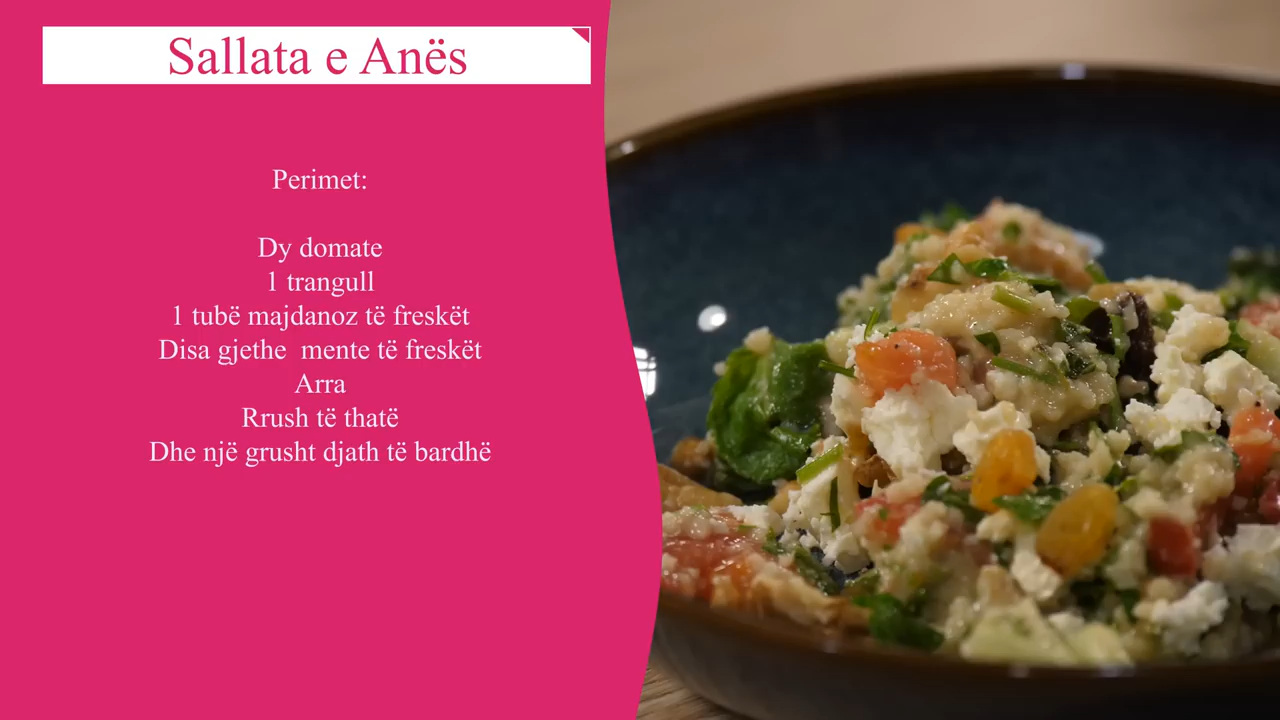 Sallata e Anës
Perimet:
Dy domate
1 trangull
1 tubë majdanoz të freskët
Disa gjethe  mente të freskët
Arra
Rrush të thatë
Dhe një grusht djath të bardhë